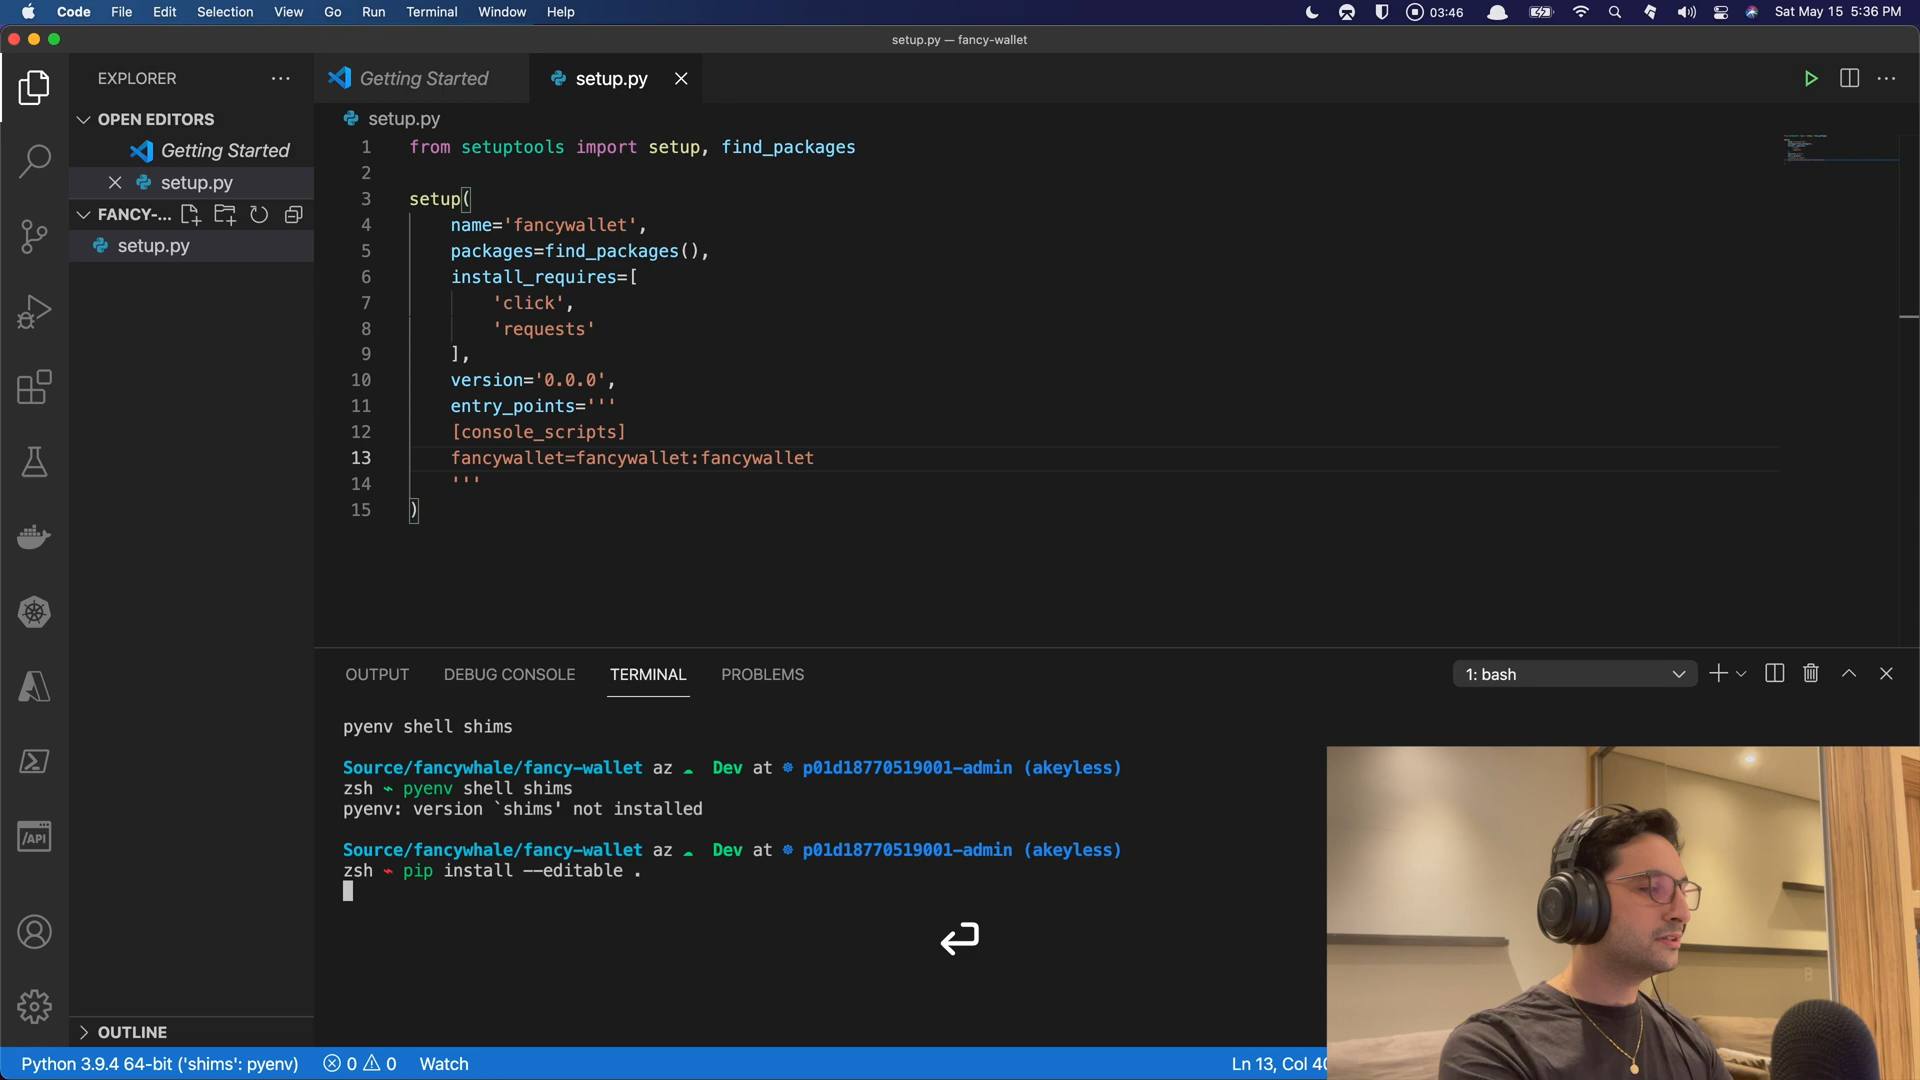 Code File Edit Selection View Go Run Terminal Window Help 03:46 Sat May 15 5:36 PM
setup.py — fancy-wallet
EXPLORER
Getting Started
setup.py
OPEN EDITORS
Getting Started
setup.py
FANCY-...
setup.py
setup.py
1 from setuptools import setup, find_packages
2
3 setup(
4 name='fancywallet',
5 packages=find_packages(),
6 install_requires=[
7 'click',
8 'requests'
9 ],
10 version='0.0.0',
11 entry_points='''
12 [console_scripts]
13 fancywallet=fancywallet:fancywallet
14 '''
15 )
/API
OUTPUT DEBUG CONSOLE TERMINAL PROBLEMS 1: bash
pyenv shell shims
Source/fancywhale/fancy-wallet az Dev at p01d18770519001-admin (akeyless)
zsh pyenv shell shims
pyenv: version `shims' not installed
Source/fancywhale/fancy-wallet az Dev at p01d18770519001-admin (akeyless)
zsh pip install --editable .
OUTLINE
Python 3.9.4 64-bit ('shims': pyenv) 0 0 Watch Ln 13, Col 40